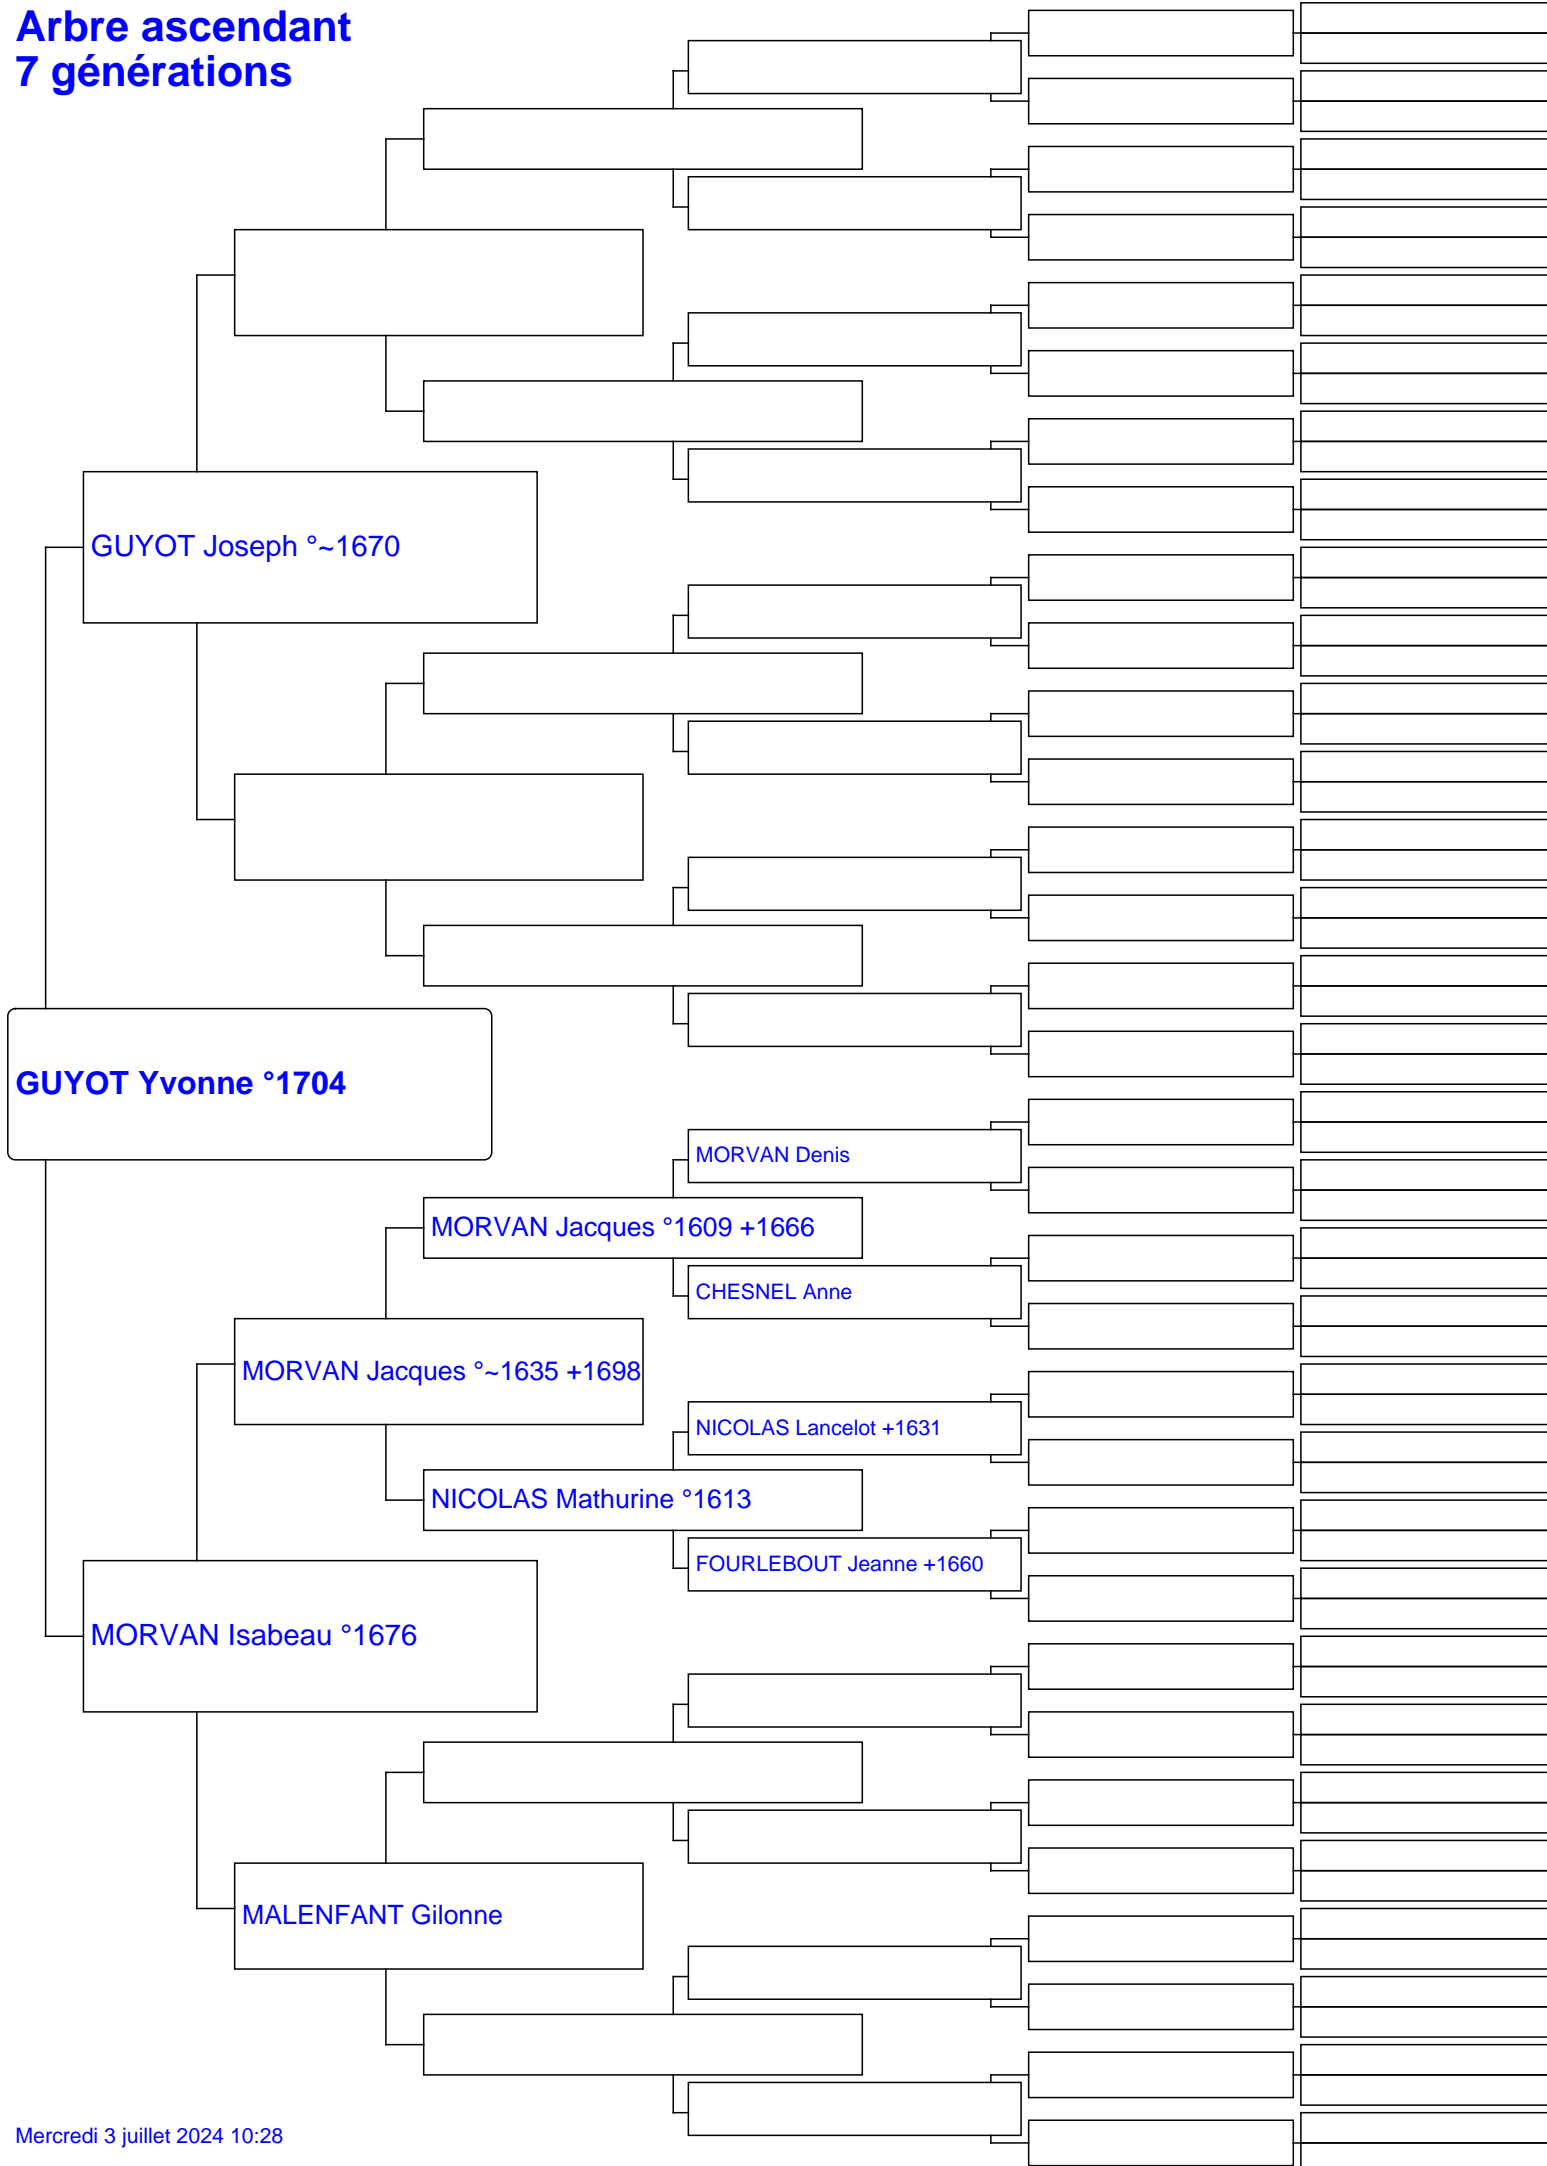 Arbre ascendant
7 générations
GUYOT Joseph °~1670
GUYOT Yvonne °1704
MORVAN Denis
MORVAN Jacques °1609 +1666
CHESNEL Anne
MORVAN Jacques °~1635 +1698
NICOLAS Lancelot +1631
NICOLAS Mathurine °1613
FOURLEBOUT Jeanne +1660
MORVAN Isabeau °1676
MALENFANT Gilonne
Mercredi 3 juillet 2024 10:28